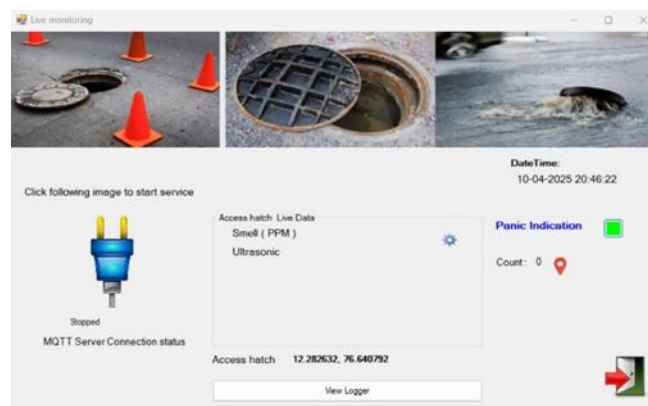 Live monitoring
DateTime:
10-04-2025 20:46:22
Click following image to start service
Access hatch Live Data
Smell ( PPM )
Ultrasonic
Panic Indication
Count: 0
Stopped
MQTT Server Connection status
Access hatch 12.282632, 76.640792
View Logger